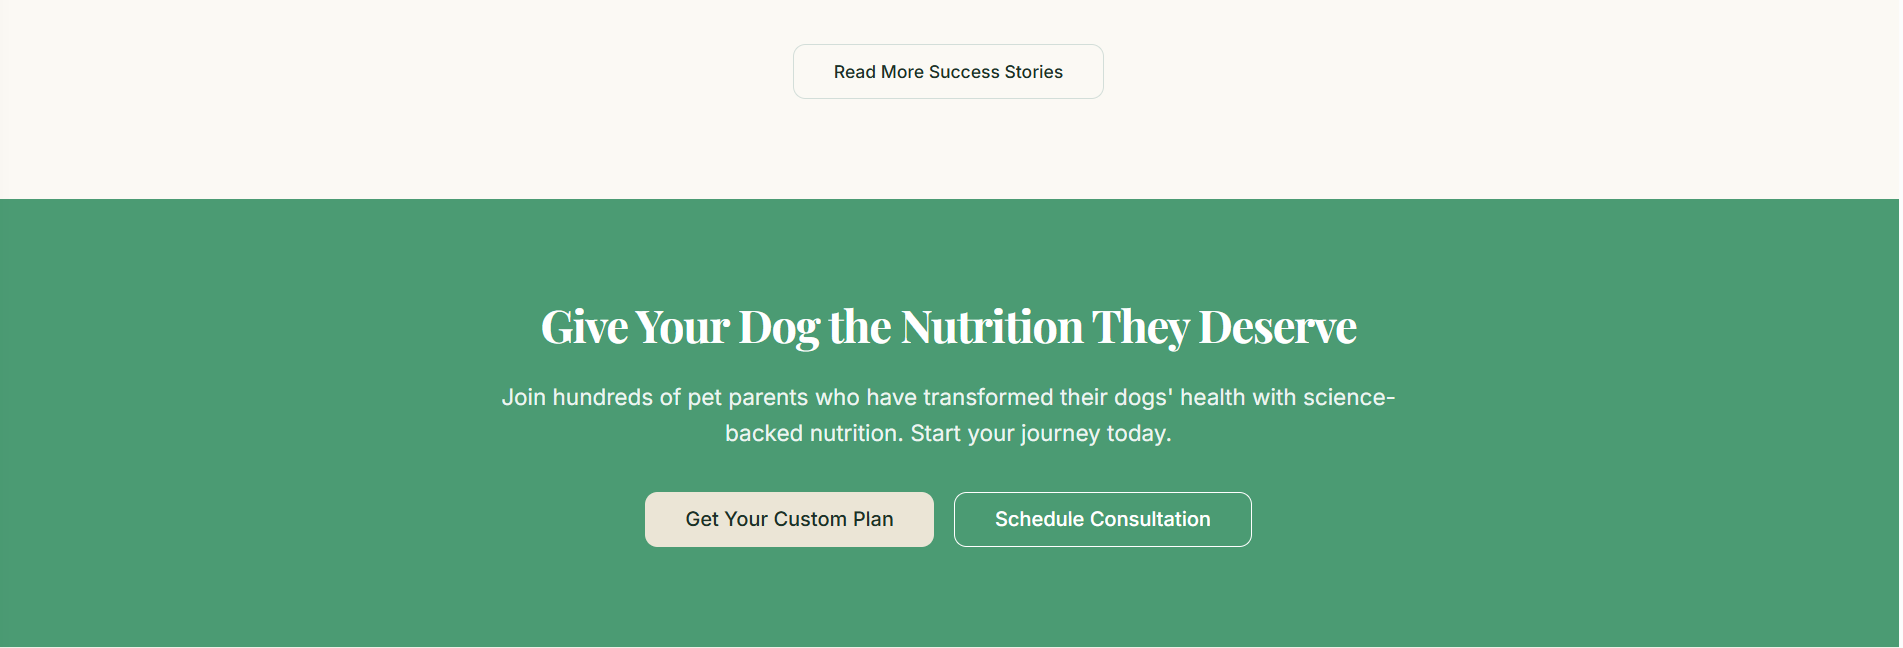 Read More Success Stories
Give Your Dog the Nutrition They Deserve
Join hundreds of pet parents who have transformed their dogs' health with science-
backed nutrition. Start your journey today.
Get Your Custom Plan
Schedule Consultation